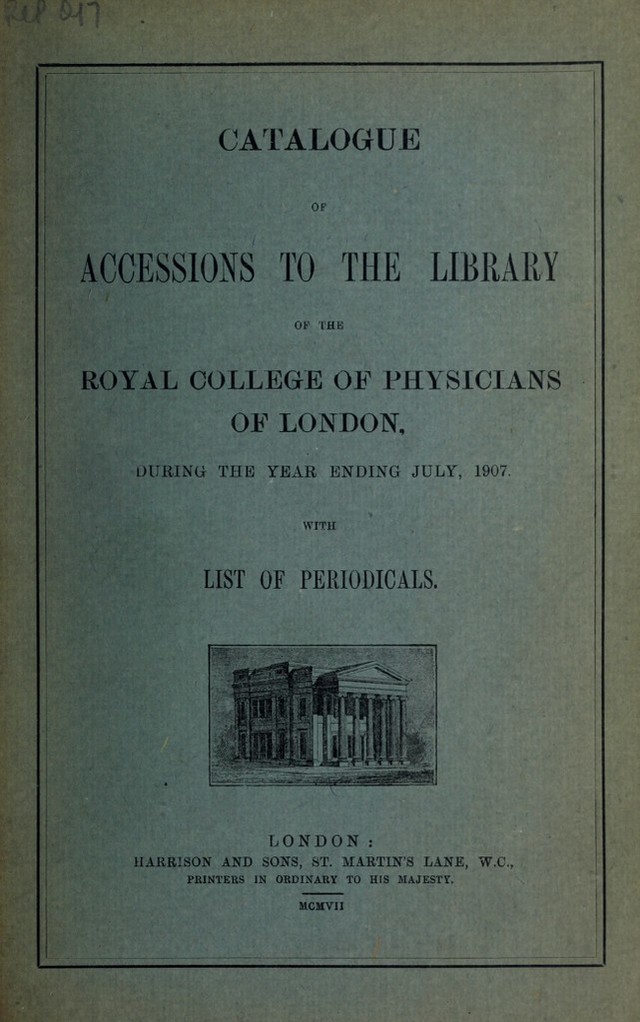 CATALOGUE
OF
ACCESSIONS TO THE LIBRARY
OF THE
ROYAL COLLEGE OF PHYSICIANS
OF LONDON,
DURING THE YEAR ENDING JULY, 1907.
WITH
LIST OF PERIODICALS.
LONDON:
HARRISON AND SONS, ST. MARTIN'S LANE, W.C.,
PRINTERS IN ORDINARY TO HIS MAJESTY.
MCMVII